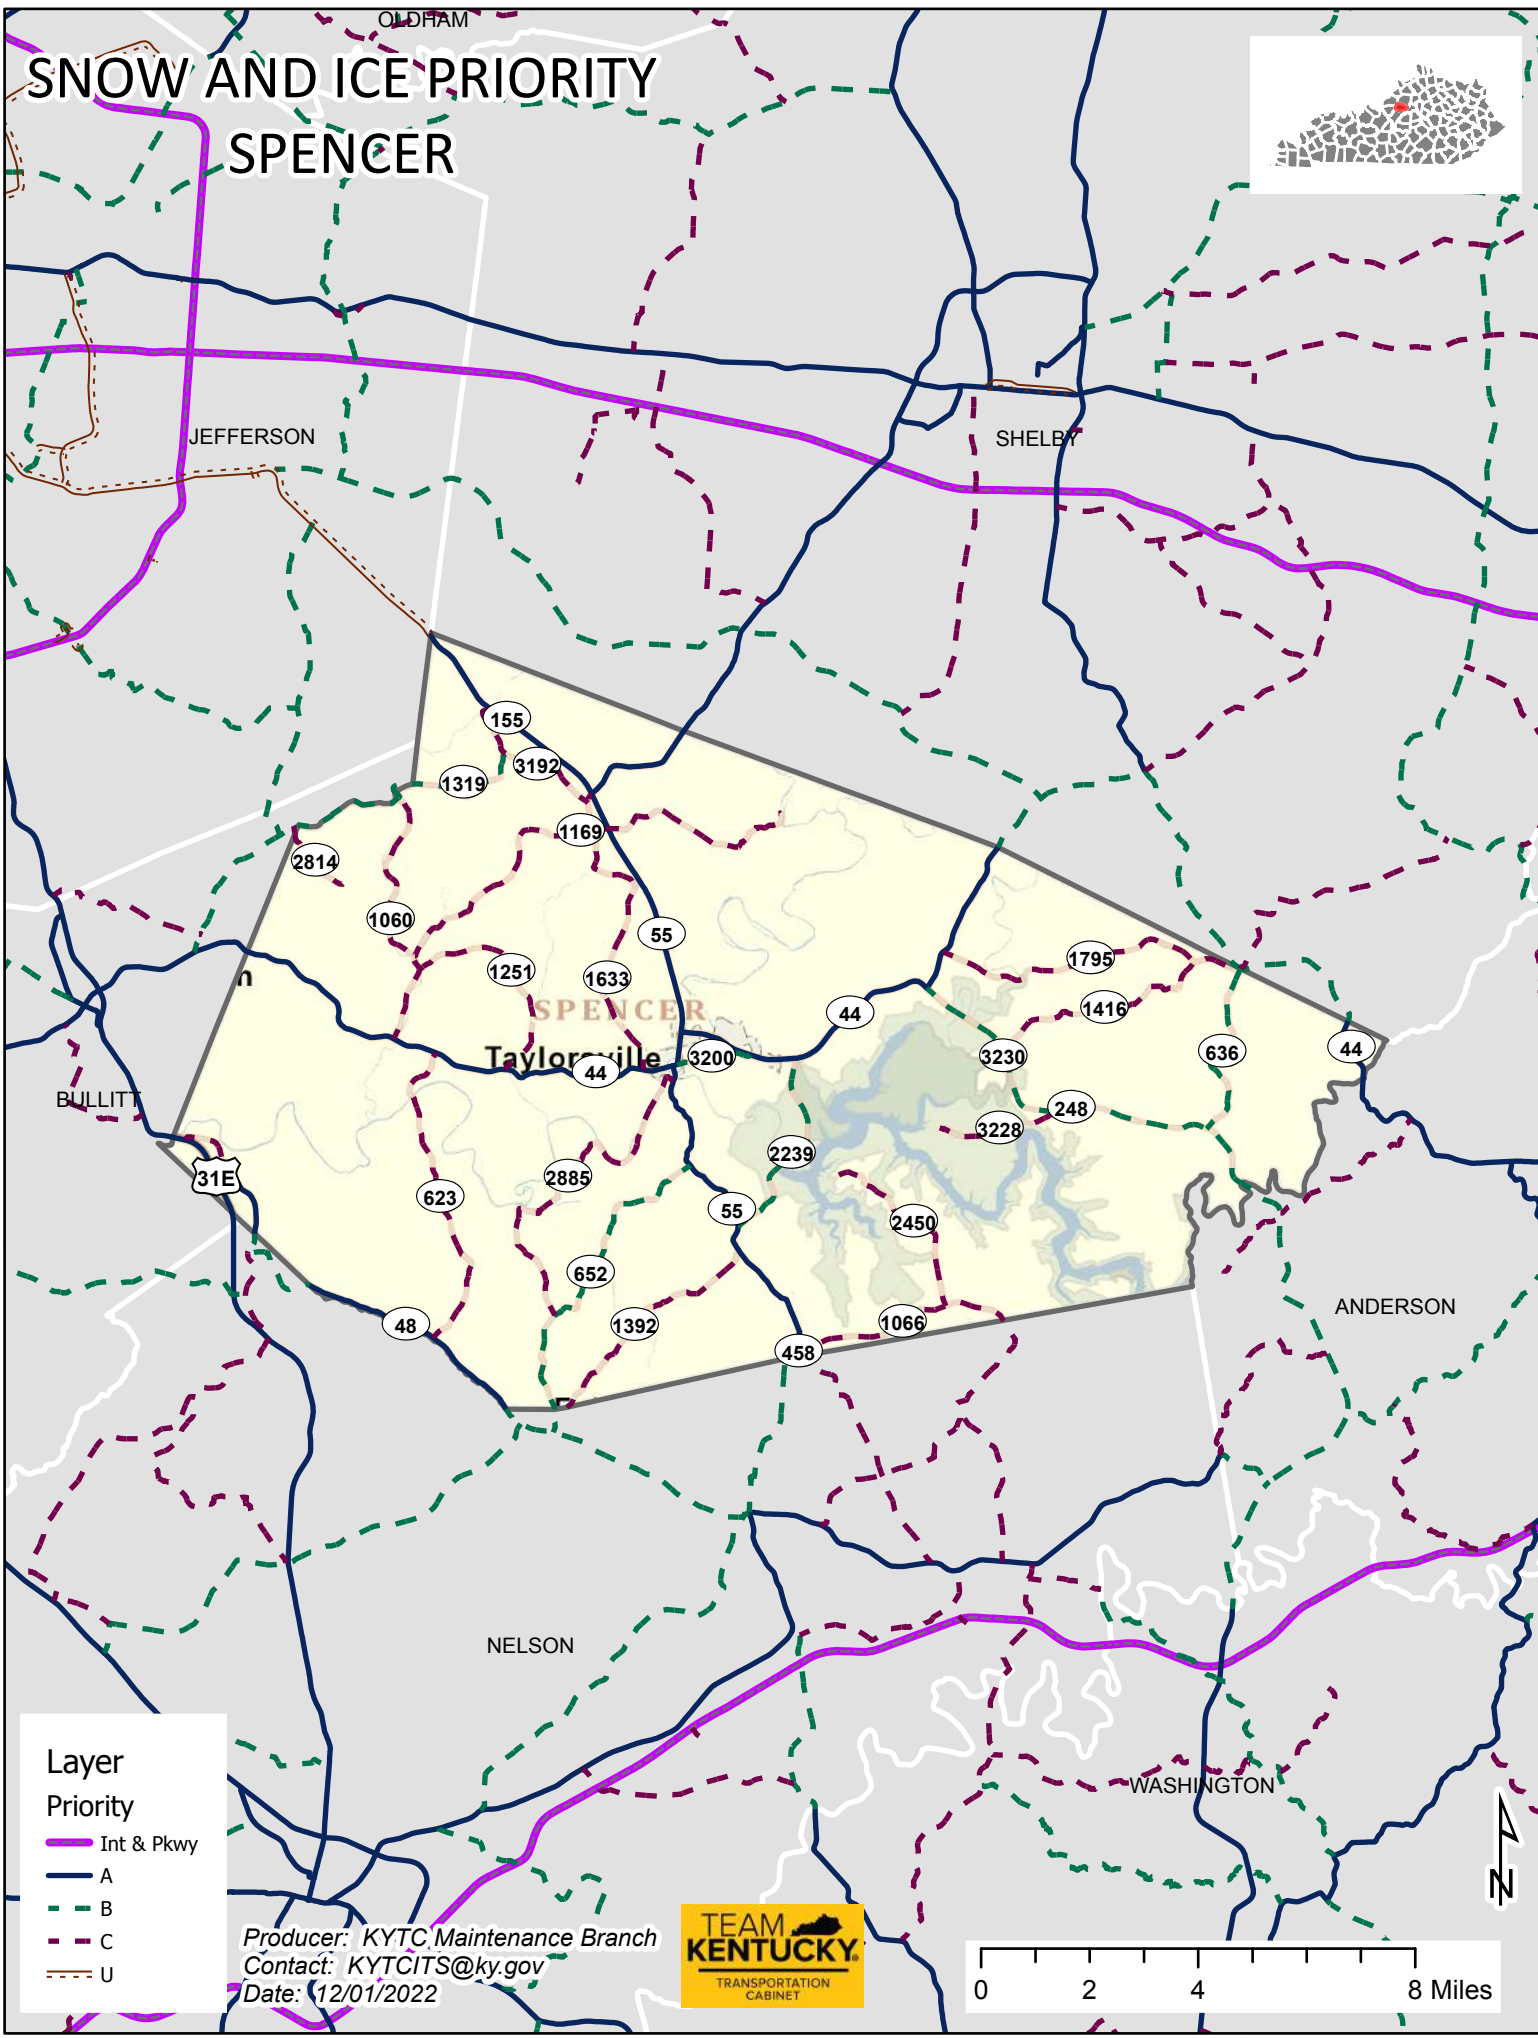 OLDHAM
SNOW AND ICE PRIORITY
SPENCER
JEFFERSON
SHELBY
155
3192
1319
1169
2814
1060
55
1795
1251
1633
1416
SPENCER
44
n
Taylorsville
3200
3230
636
44
44
BULLITT
248
3228
2239
31E
2885
623
55
2450
652
ANDERSON
48
1392
1066
458
NELSON
WASHINGTON
Layer
Priority
Int & Pkwy
A
B
C
U
Producer: KYTC Maintenance Branch
Contact: KYTCITS@ky.gov
Date: 12/01/2022
TEAM
KENTUCKY
TRANSPORTATION
CABINET
0 2 4 8 Miles
N